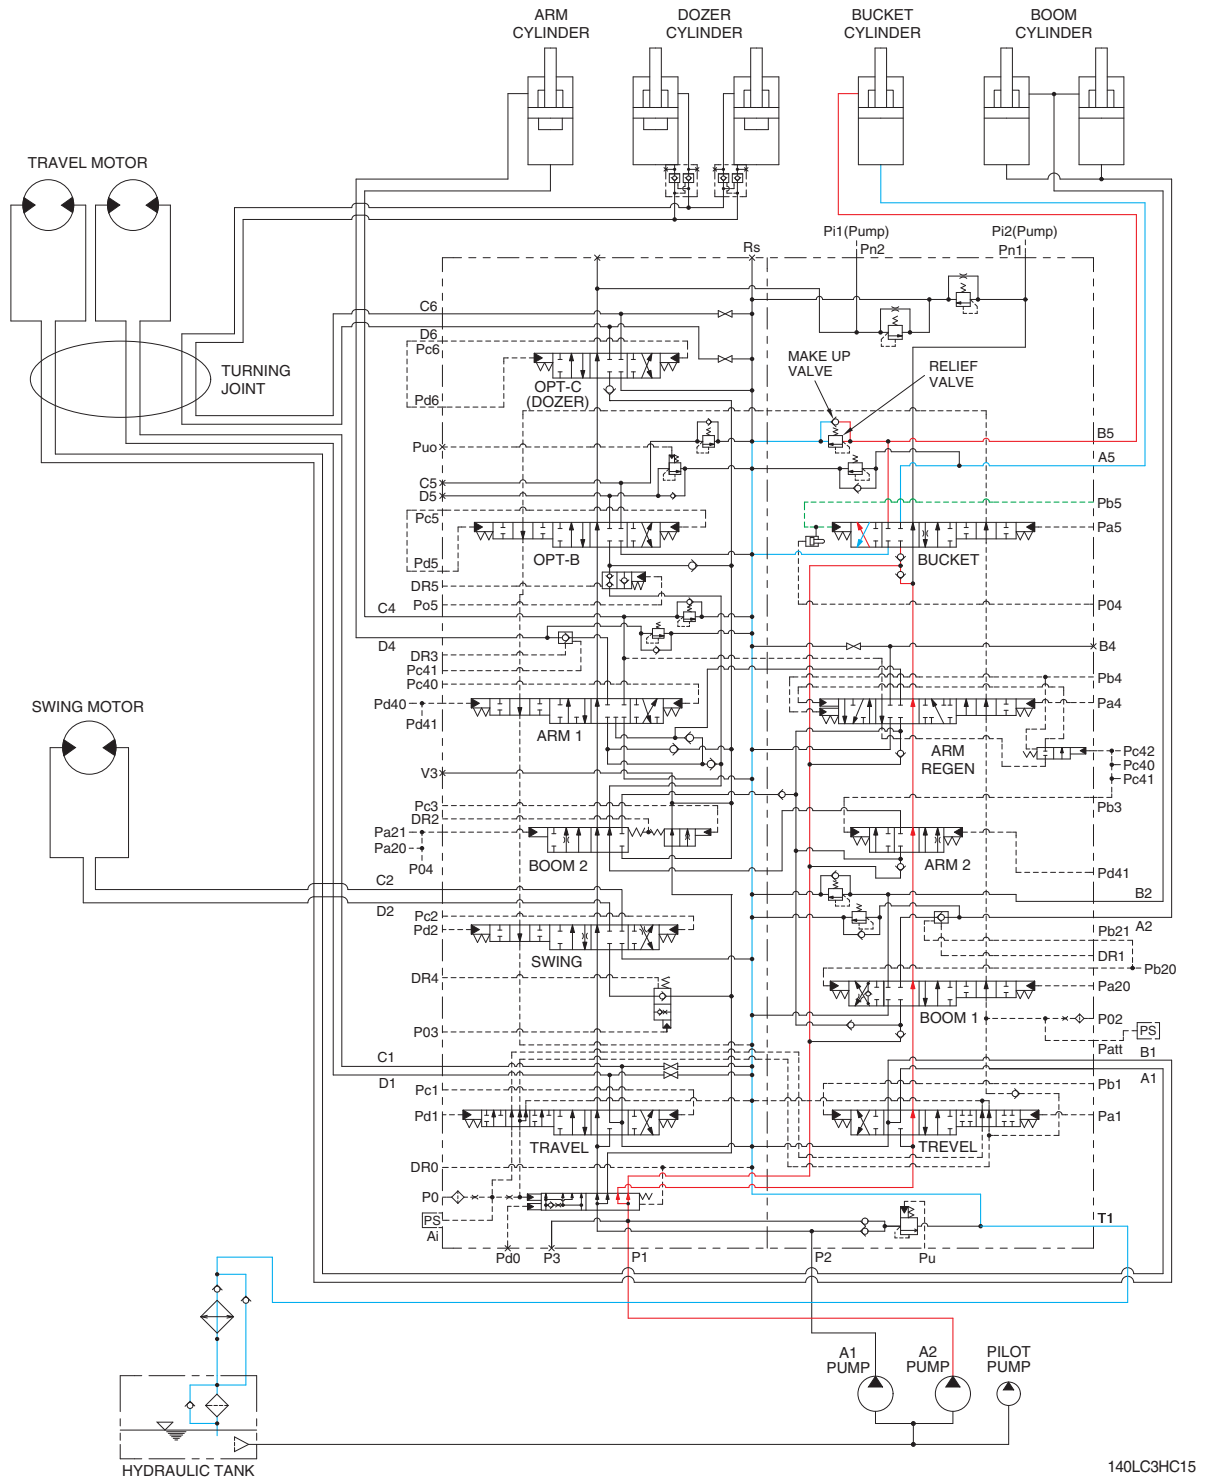 ARM
CYLINDER
DOZER
CYLINDER
BUCKET
CYLINDER
BOOM
CYLINDER
TRAVEL MOTOR
Rs
Pi1(Pump)
Pn2
Pi2(Pump)
Pn1
C6
D6
Pc6
Pd6
TURNING
JOINT
OPT-C
(DOZER)
MAKE UP
VALVE
RELIEF
VALVE
Puo
C5
D5
Pc5
Pd5
OPT-B
B5
A5
Pb5
Pa5
BUCKET
DR5
Po5
P04
C4
D4
DR3
Pc41
Pc40
Pd40
Pd41
ARM 1
B4
Pb4
Pa4
ARM
REGEN
Pc42
Pc40
Pc41
SWING MOTOR
V3
Pc3
DR2
Pa21
Pa20
P04
BOOM 2
Pb3
ARM 2
Pd41
C2
D2
Pc2
Pd2
SWING
B2
A2
Pb21
DR1
Pb20
Pa20
BOOM 1
DR4
P03
P02
PS
Patt
C1
D1
Pc1
Pd1
TRAVEL
B1
A1
Pb1
Pa1
TREVEL
DR0
P0
PS
Ai
Pd0
P3
P1
P2
Pu
T1
A1
PUMP
A2
PUMP
PILOT
PUMP
HYDRAULIC TANK
140LC3HC15